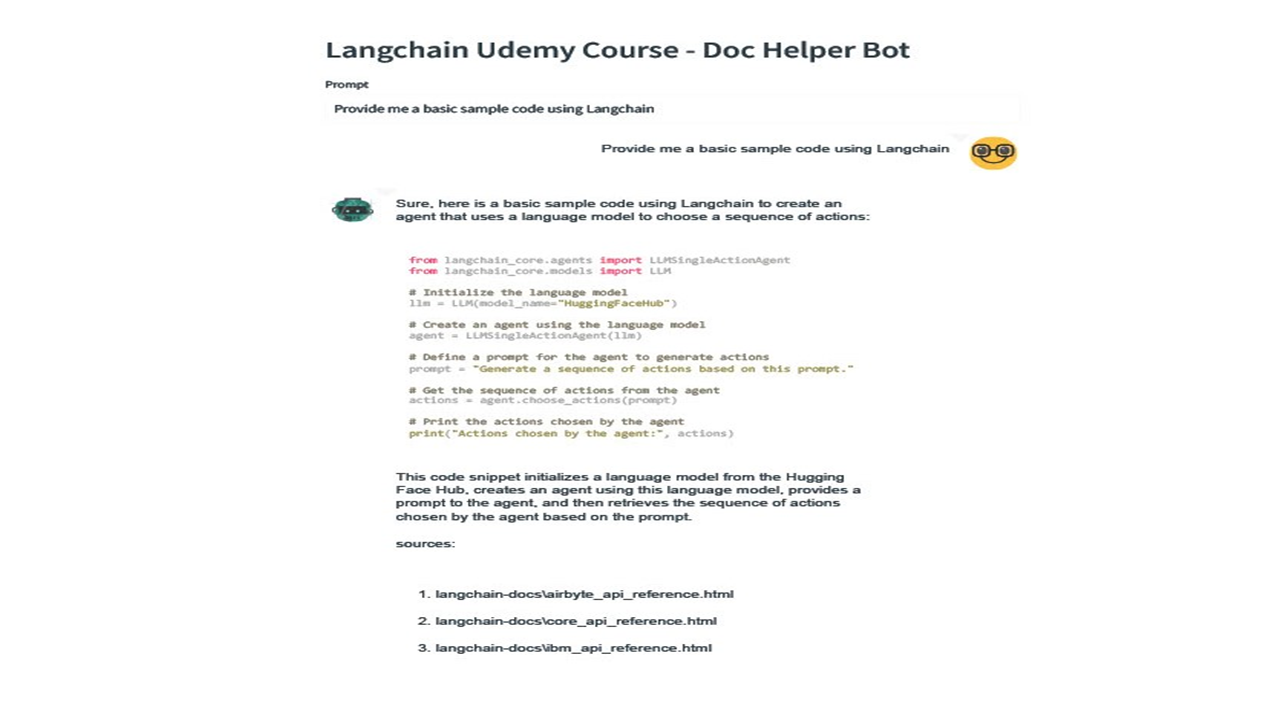 Langchain Udemy Course - Doc Helper Bot
Prompt
Provide me a basic sample code using Langchain
Provide me a basic sample code using Langchain
Sure, here is a basic sample code using Langchain to create an
agent that uses a language model to choose a sequence of actions:
from langchain_core.agents import LLMSingleActionAgent
from langchain_core.models import LLM
# Initialize the language model
llm = LLM(model_name="HuggingFaceHub")
# Create an agent using the language model
agent = LLMSingleActionAgent(llm)
# Define a prompt for the agent to generate actions
prompt = "Generate a sequence of actions based on this prompt."
# Get the sequence of actions from the agent
actions = agent.choose_actions(prompt)
# Print the actions chosen by the agent
print("Actions chosen by the agent:", actions)
This code snippet initializes a language model from the Hugging
Face Hub, creates an agent using this language model, provides a
prompt to the agent, and then retrieves the sequence of actions
chosen by the agent based on the prompt.
sources:
1. langchain-docs\airbyte_api_reference.html
2. langchain-docs\core_api_reference.html
3. langchain-docs\ibm_api_reference.html